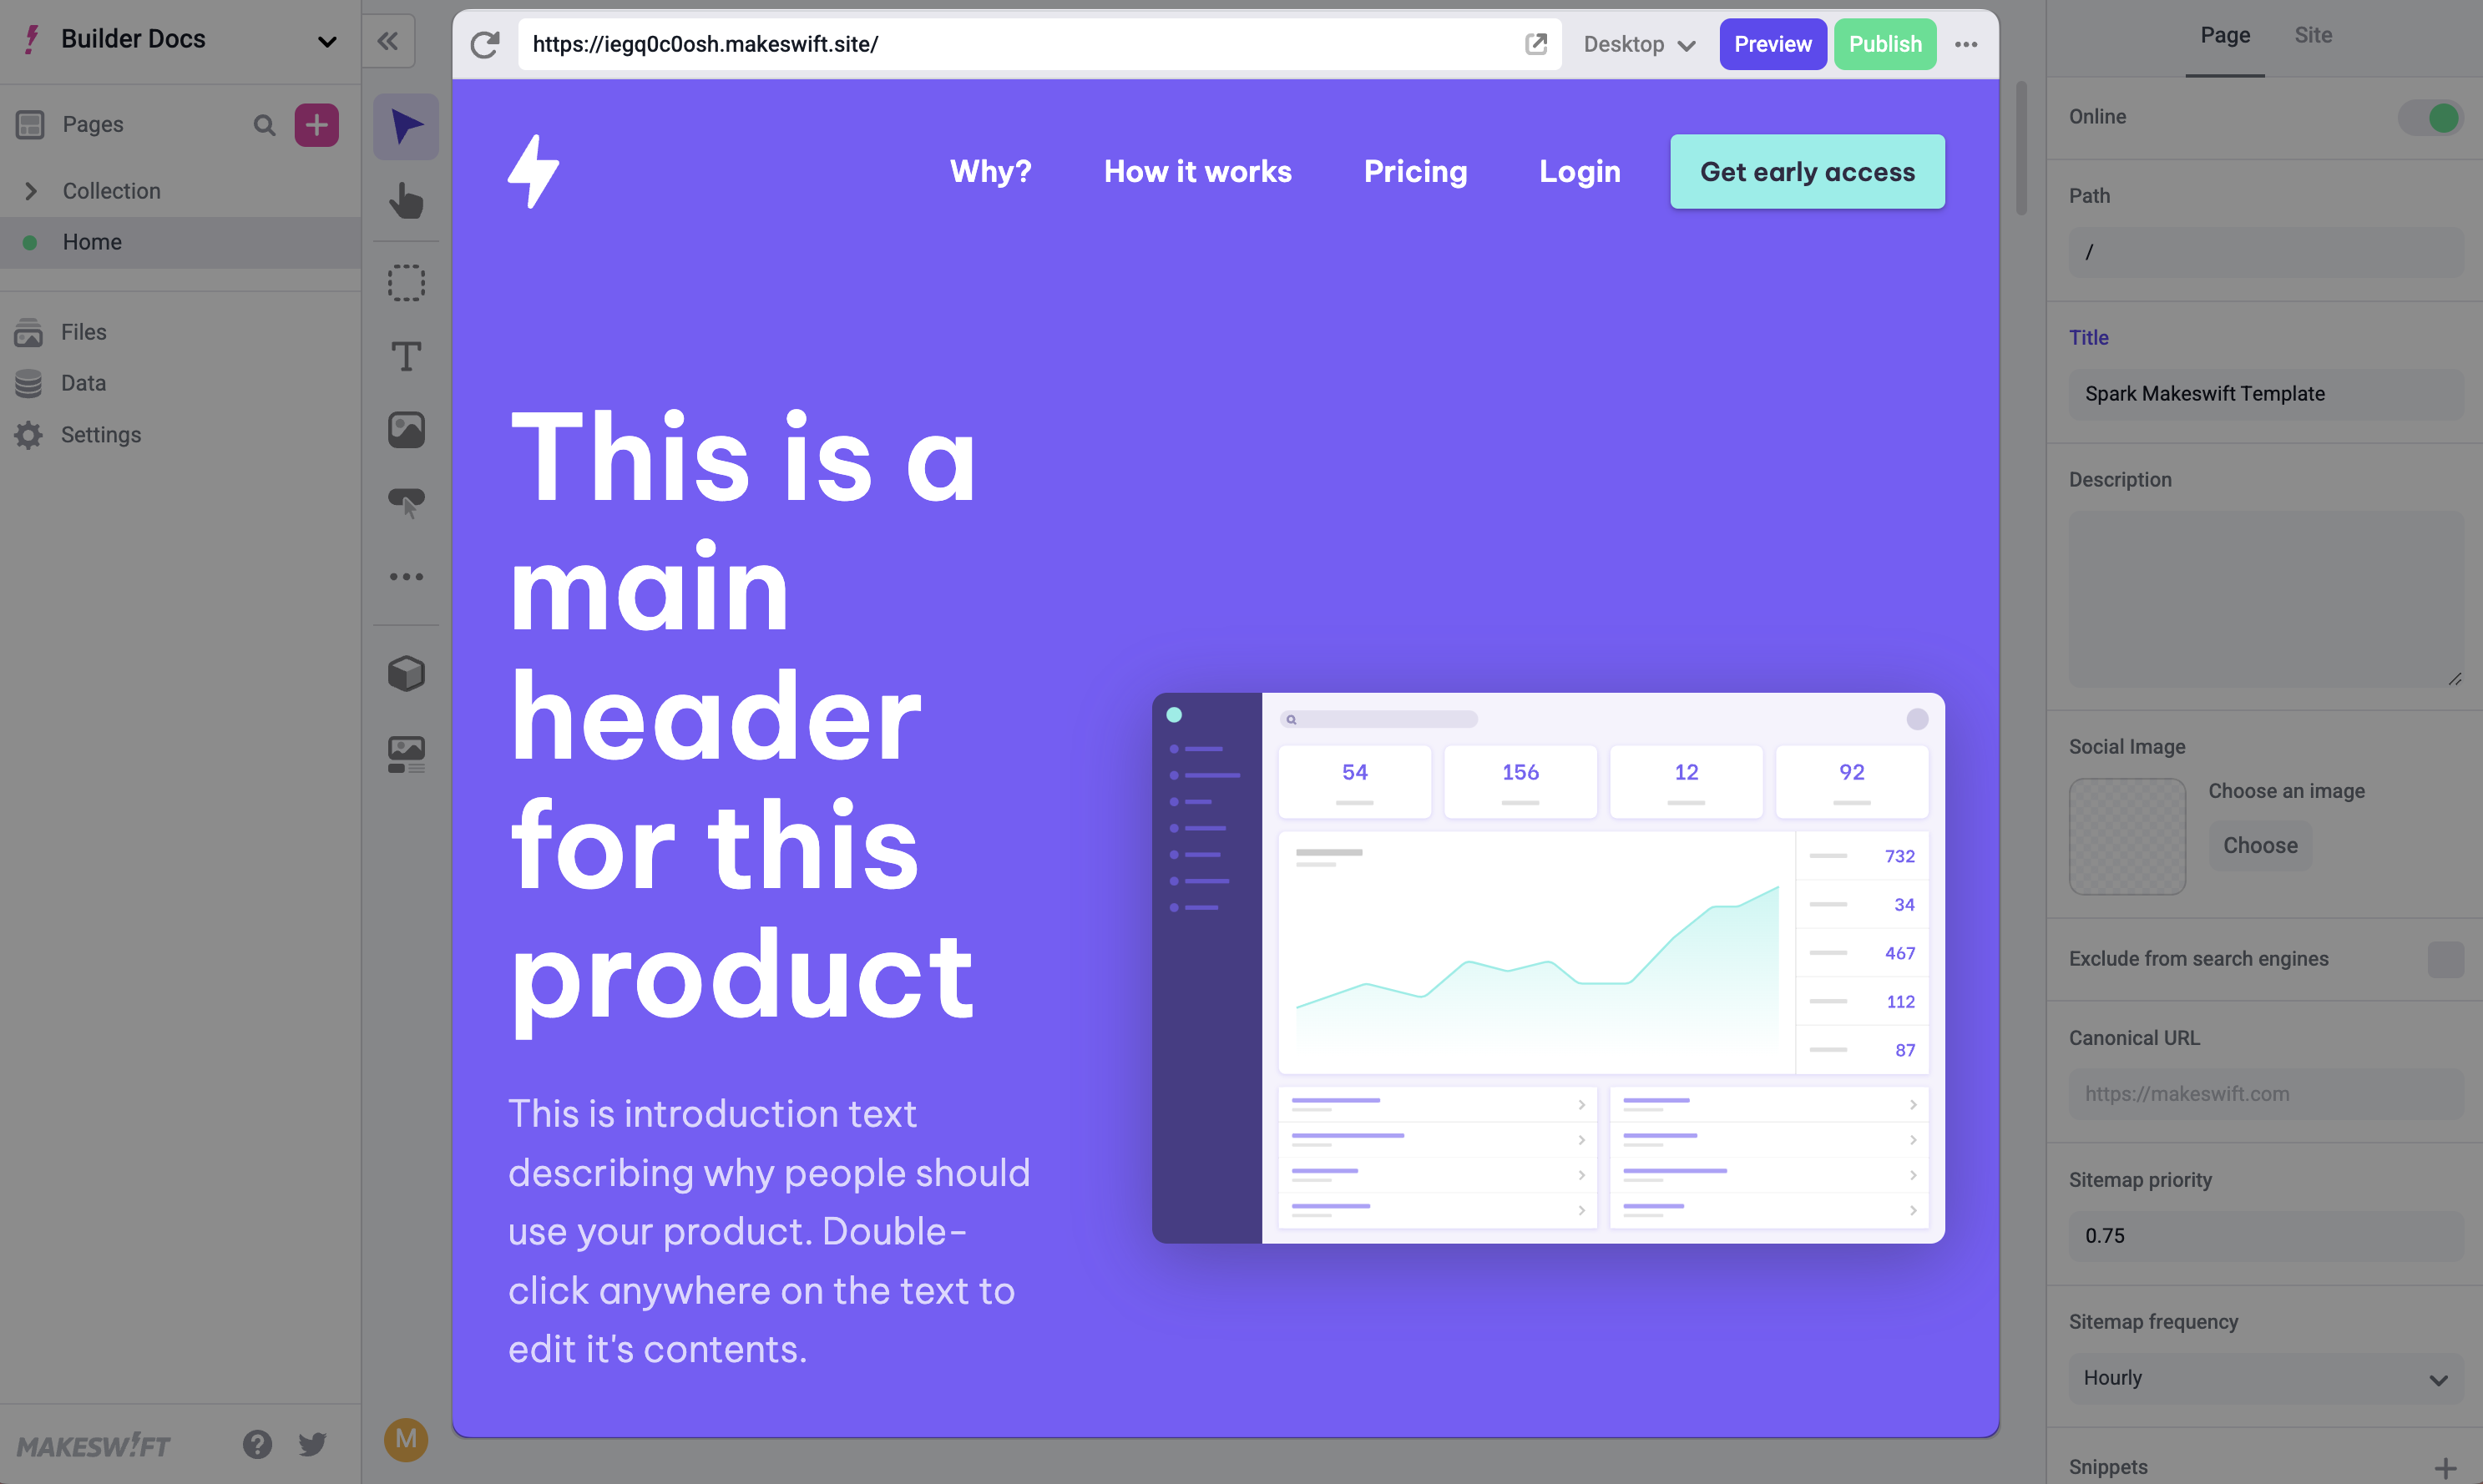 Builder Docs
Pages
Collection
Home
Files
Data
Settings
MAKESWIFT
M
https://iegq0c0osh.makeswift.site/
Desktop
Preview
Publish
Why?
How it works
Pricing
Login
Get early access
This is a
main
header
for this
product
This is introduction text
describing why people should
use your product. Double-
click anywhere on the text to
edit it's contents.
54
156
12
92
732
34
467
112
87
Page
Site
Online
Path
/
Title
Spark Makeswift Template
Description
Social Image
Choose an image
Choose
Exclude from search engines
Canonical URL
https://makeswift.com
Sitemap priority
0.75
Sitemap frequency
Hourly
Snippets